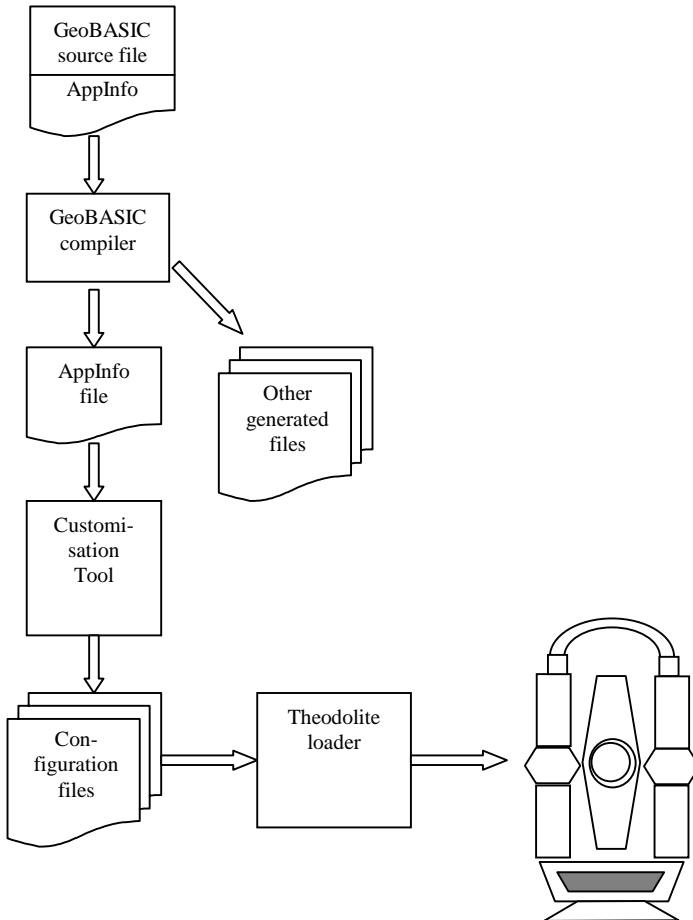 GeoBASIC
source file
AppInfo
GeoBASIC
compiler
AppInfo
file
Other
generated
files
Customi-
sation
Tool
Con-
figuration
files
Theodolite
loader